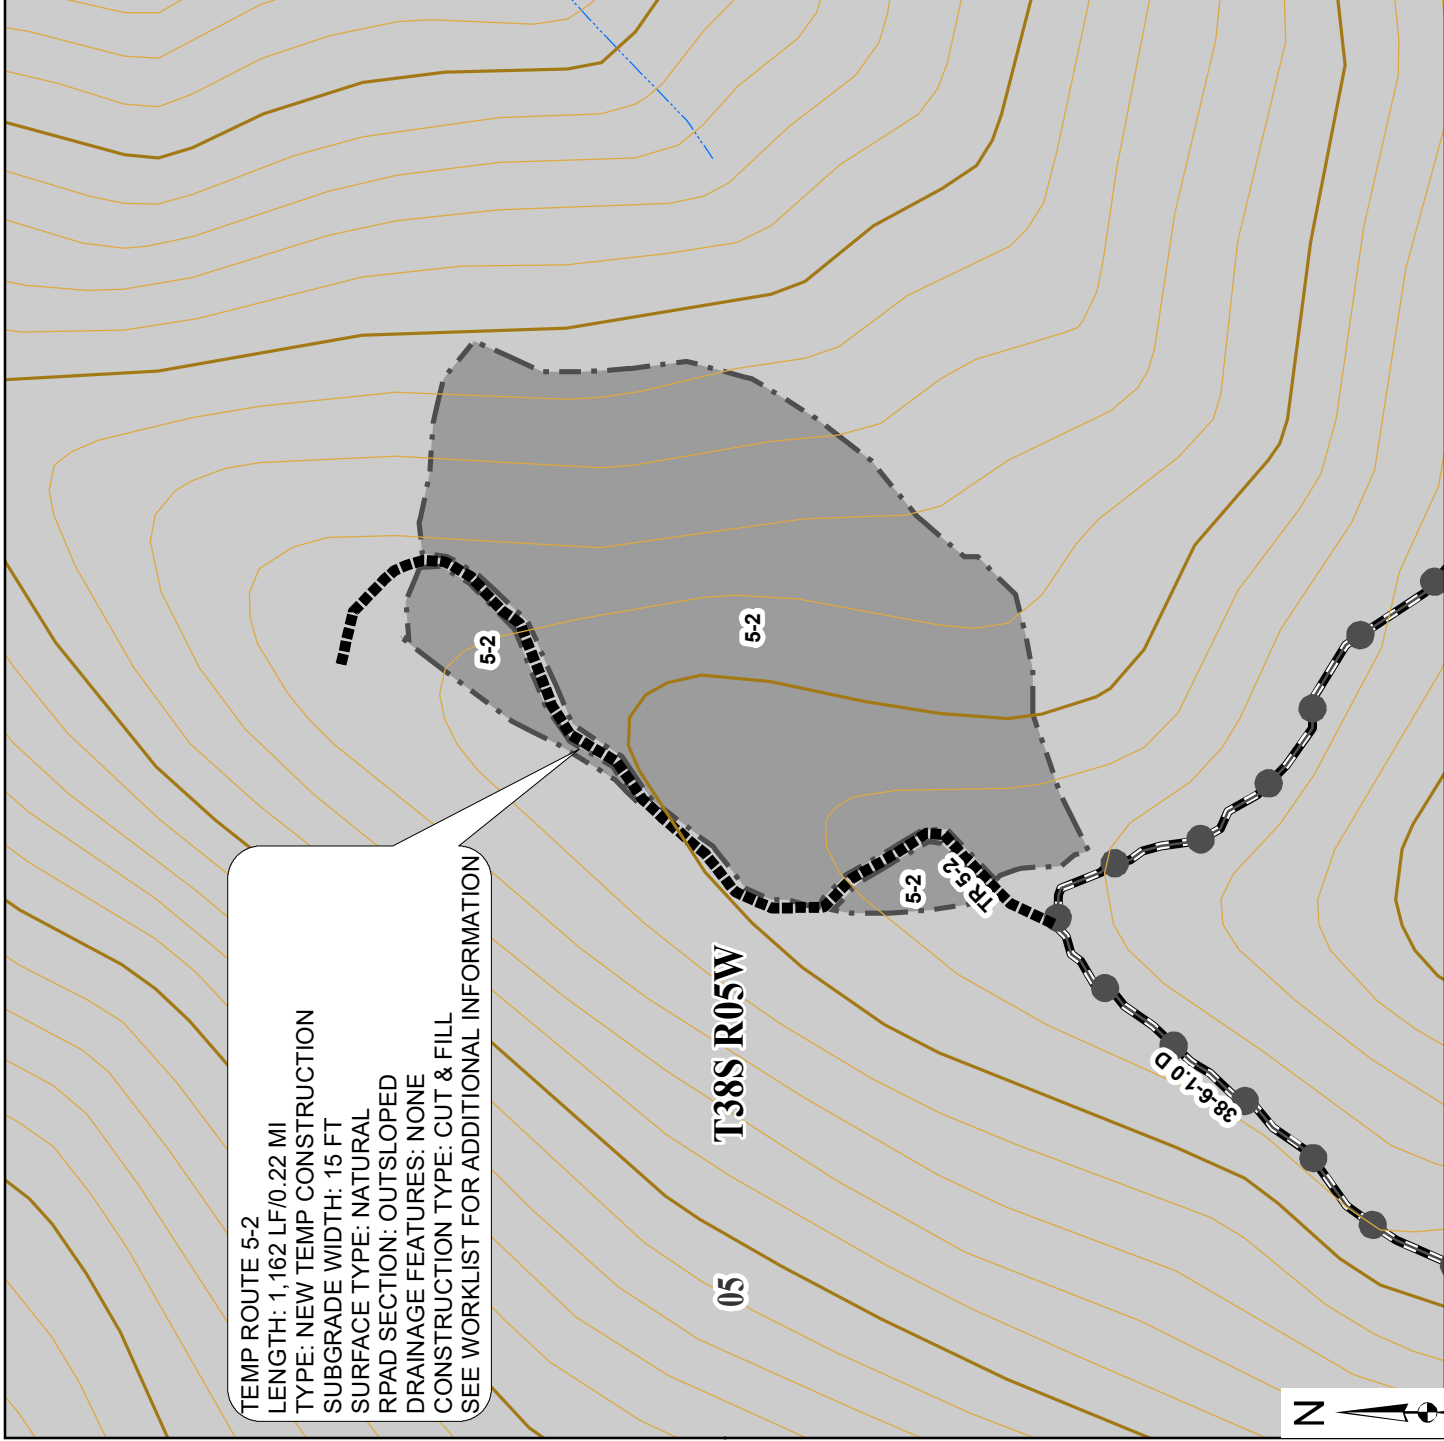 TEMP ROUTE 5-2
LENGTH: 1,162 LF/0.22 MI
TYPE: NEW TEMP CONSTRUCTION
SUBGRADE WIDTH: 15 FT
SURFACE TYPE: NATURAL
RPAD SECTION: OUTSLOPED
DRAINAGE FEATURES: NONE
CONSTRUCTION TYPE: CUT & FILL
SEE WORKLIST FOR ADDITIONAL INFORMATION
5-2
5-2
5-2
TR 5-2
T38S R05W
05
38-6-1.0 D
N